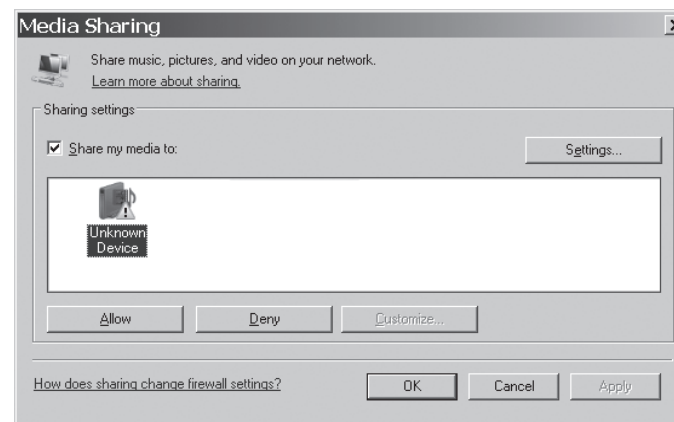 Media Sharing
Share music, pictures, and video on your network.
Learn more about sharing.
Sharing settings
Share my media to:
Settings...
Unknown
Device
Allow
Deny
Customize...
How does sharing change firewall settings?
OK
Cancel
Apply